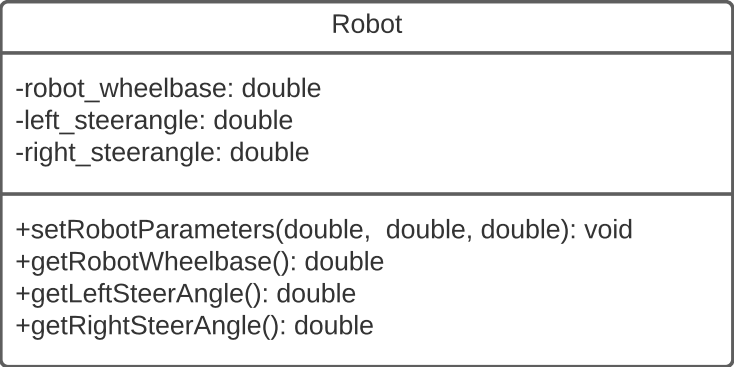 Robot
-robot_wheelbase: double
-left_steerangle: double
-right_steerangle: double
+setRobotParameters(double,  double, double): void
+getRobotWheelbase(): double
+getLeftSteerAngle(): double
+getRightSteerAngle(): double